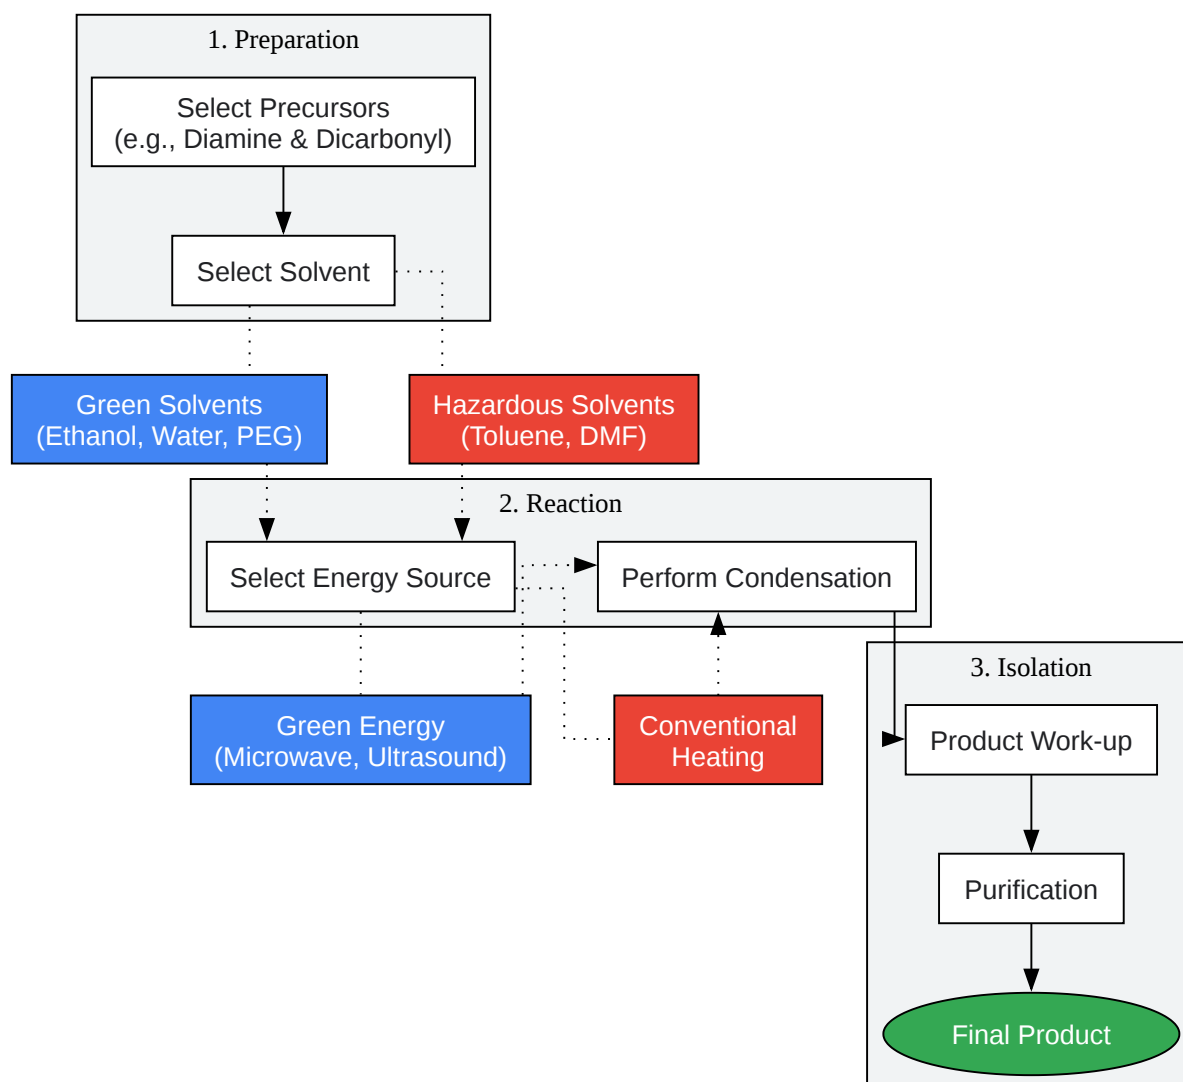 1. Preparation
Select Precursors
(e.g., Diamine & Dicarbonyl)
Select Solvent
Green Solvents
(Ethanol, Water, PEG)
Hazardous Solvents
(Toluene, DMF)
2. Reaction
Select Energy Source
Perform Condensation
Green Energy
(Microwave, Ultrasound)
Conventional
Heating
3. Isolation
Product Work-up
Purification
Final Product